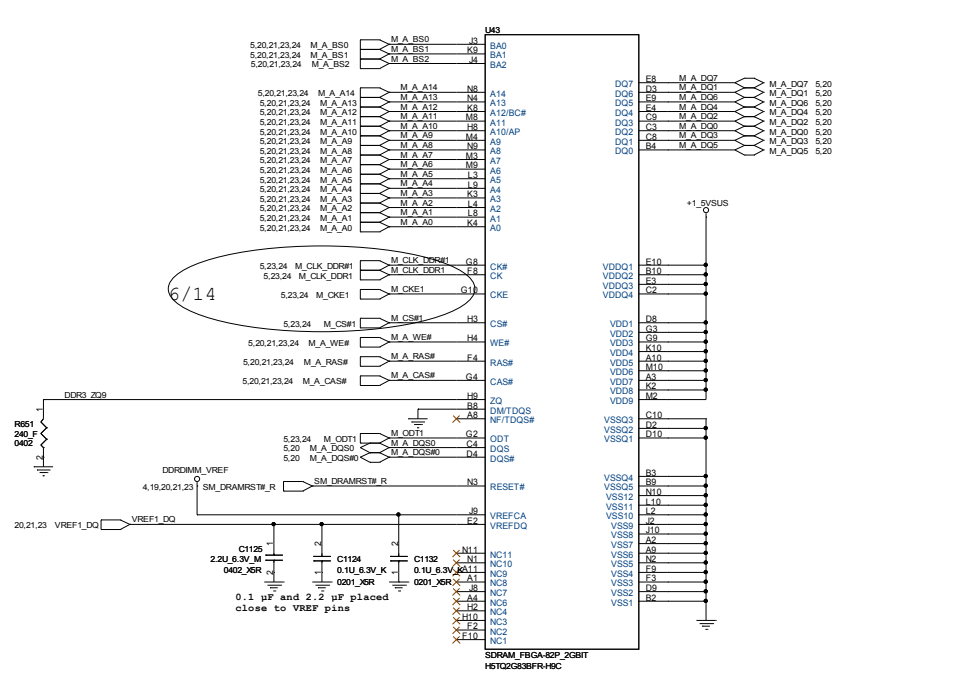 U43
5,20,21,23,24 M_A_BS0 M_A_BS0 J3 BA0
5,20,21,23,24 M_A_BS1 M_A_BS1 K9 BA1
5,20,21,23,24 M_A_BS2 M_A_BS2 J4 BA2
5,20,21,23,24 M_A_A14 M_A_A14 N8 A14
5,20,21,23,24 M_A_A13 M_A_A13 N4 A13
5,20,21,23,24 M_A_A12 M_A_A12 K8 A12/BC#
5,20,21,23,24 M_A_A11 M_A_A11 M8 A11
5,20,21,23,24 M_A_A10 M_A_A10 H8 A10/AP
5,20,21,23,24 M_A_A9 M_A_A9 M4 A9
5,20,21,23,24 M_A_A8 M_A_A8 N9 A8
5,20,21,23,24 M_A_A7 M_A_A7 M3 A7
5,20,21,23,24 M_A_A6 M_A_A6 M9 A6
5,20,21,23,24 M_A_A5 M_A_A5 L3 A5
5,20,21,23,24 M_A_A4 M_A_A4 L9 A4
5,20,21,23,24 M_A_A3 M_A_A3 K3 A3
5,20,21,23,24 M_A_A2 M_A_A2 L4 A2
5,20,21,23,24 M_A_A1 M_A_A1 L8 A1
5,20,21,23,24 M_A_A0 M_A_A0 K4 A0
DQ7 E8 M_A_DQ7 M_A_DQ7 5,20
DQ6 D3 M_A_DQ1 M_A_DQ1 5,20
DQ5 E9 M_A_DQ6 M_A_DQ6 5,20
DQ4 E4 M_A_DQ4 M_A_DQ4 5,20
DQ3 C9 M_A_DQ2 M_A_DQ2 5,20
DQ2 C3 M_A_DQ0 M_A_DQ0 5,20
DQ1 C8 M_A_DQ3 M_A_DQ3 5,20
DQ0 B4 M_A_DQ5 M_A_DQ5 5,20
+1_5VSUS
5,23,24 M_CLK_DDR#1 M_CLK_DDR#1 G8 CK#
5,23,24 M_CLK_DDR1 M_CLK_DDR1 F8 CK
6/14
5,23,24 M_CKE1 M_CKE1 G10 CKE
5,23,24 M_CS#1 M_CS#1 H3 CS#
5,20,21,23,24 M_A_WE# M_A_WE# H4 WE#
5,20,21,23,24 M_A_RAS# M_A_RAS# F4 RAS#
5,20,21,23,24 M_A_CAS# M_A_CAS# G4 CAS#
VDDQ1 E10
VDDQ2 B10
VDDQ3 E3
VDDQ4 C2
VDD1 D8
VDD2 G3
VDD3 G9
VDD4 K10
VDD5 A10
VDD6 M10
VDD7 A3
VDD8 K2
VDD9 M2
DDR3_ZQ9 H9 ZQ
B8 DM/TDQS
A8 NF/TDQS#
1
R651
240_F
0402
2
5,23,24 M_ODT1 M_ODT1 G2 ODT
5,20 M_A_DQS0 M_A_DQS0 C4 DQS
5,20 M_A_DQS#0 M_A_DQS#0 D4 DQS#
VSSQ3 C10
VSSQ2 D2
VSSQ1 D10
DDRDIMM_VREF
4,19,20,21,23 SM_DRAMRST#_R SM_DRAMRST#_R N3 RESET#
J9 VREFCA
20,21,23 VREF1_DQ VREF1_DQ E2 VREFDQ
VSSQ4 B3
VSSQ5 B9
VSS12 N10
VSS11 L10
VSS10 L2
VSS9 J2
VSS8 J10
VSS7 A2
VSS6 A9
VSS5 N2
VSS4 F9
VSS3 F3
VSS2 D9
VSS1 B2
1
C1125
2.2U_6.3V_M
0402_X5R
2
1
C1124
0.1U_6.3V_K
0201_X5R
2
1
C1132
0.1U_6.3V_K
0201_X5R
2
0.1 µF and 2.2 µF placed
close to VREF pins
N11 NC11
N1 NC10
A11 NC9
A1 NC8
J8 NC7
A4 NC6
H2 NC4
H10 NC3
F2 NC2
F10 NC1
SDRAM_FBGA-82P_2GBIT
H5TQ2G83BFR-H9C